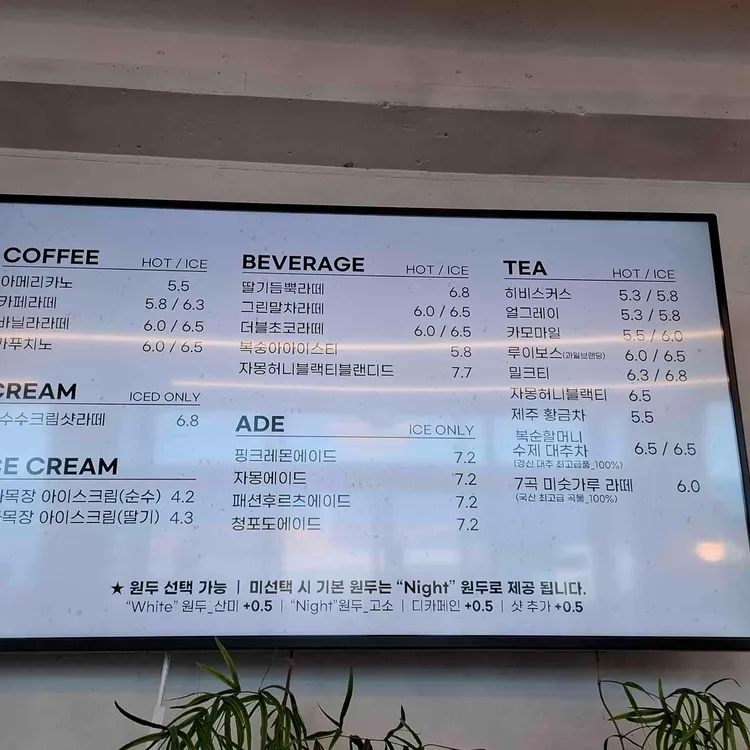 COFFEE HOT / ICE
아메리카노 5.5
카페라떼 5.8 / 6.3
바닐라라떼 6.0 / 6.5
카푸치노 6.0 / 6.5
CREAM ICED ONLY
수수크림샷라떼 6.8
CE CREAM
목장 아이스크림(순수) 4.2
목장 아이스크림(딸기) 4.3
BEVERAGE HOT / ICE
딸기듬뿍라떼 6.8
그린말차라떼 6.0 / 6.5
더블초코라떼 6.0 / 6.5
복숭아아이스티 5.8
자몽허니블랙티블랜디드 7.7
ADE ICE ONLY
핑크레몬에이드 7.2
자몽에이드 7.2
패션후르츠에이드 7.2
청포도에이드 7.2
TEA HOT / ICE
히비스커스 5.3 / 5.8
얼그레이 5.3 / 5.8
카모마일 5.5 / 6.0
루이보스(과일브랜딩) 6.0 / 6.5
밀크티 6.3 / 6.8
자몽허니블랙티 6.5
제주 황금차 5.5
복순할머니
수제 대추차 6.5 / 6.5
(경산 대추 최고급품_100%)
7곡 미숫가루 라떼 6.0
(국산 최고급 곡물_100%)
★ 원두 선택 가능 | 미선택 시 기본 원두는 “Night” 원두로 제공 됩니다.
“White” 원두_산미 +0.5 | “Night”원두_고소 | 디카페인 +0.5 | 샷 추가 +0.5